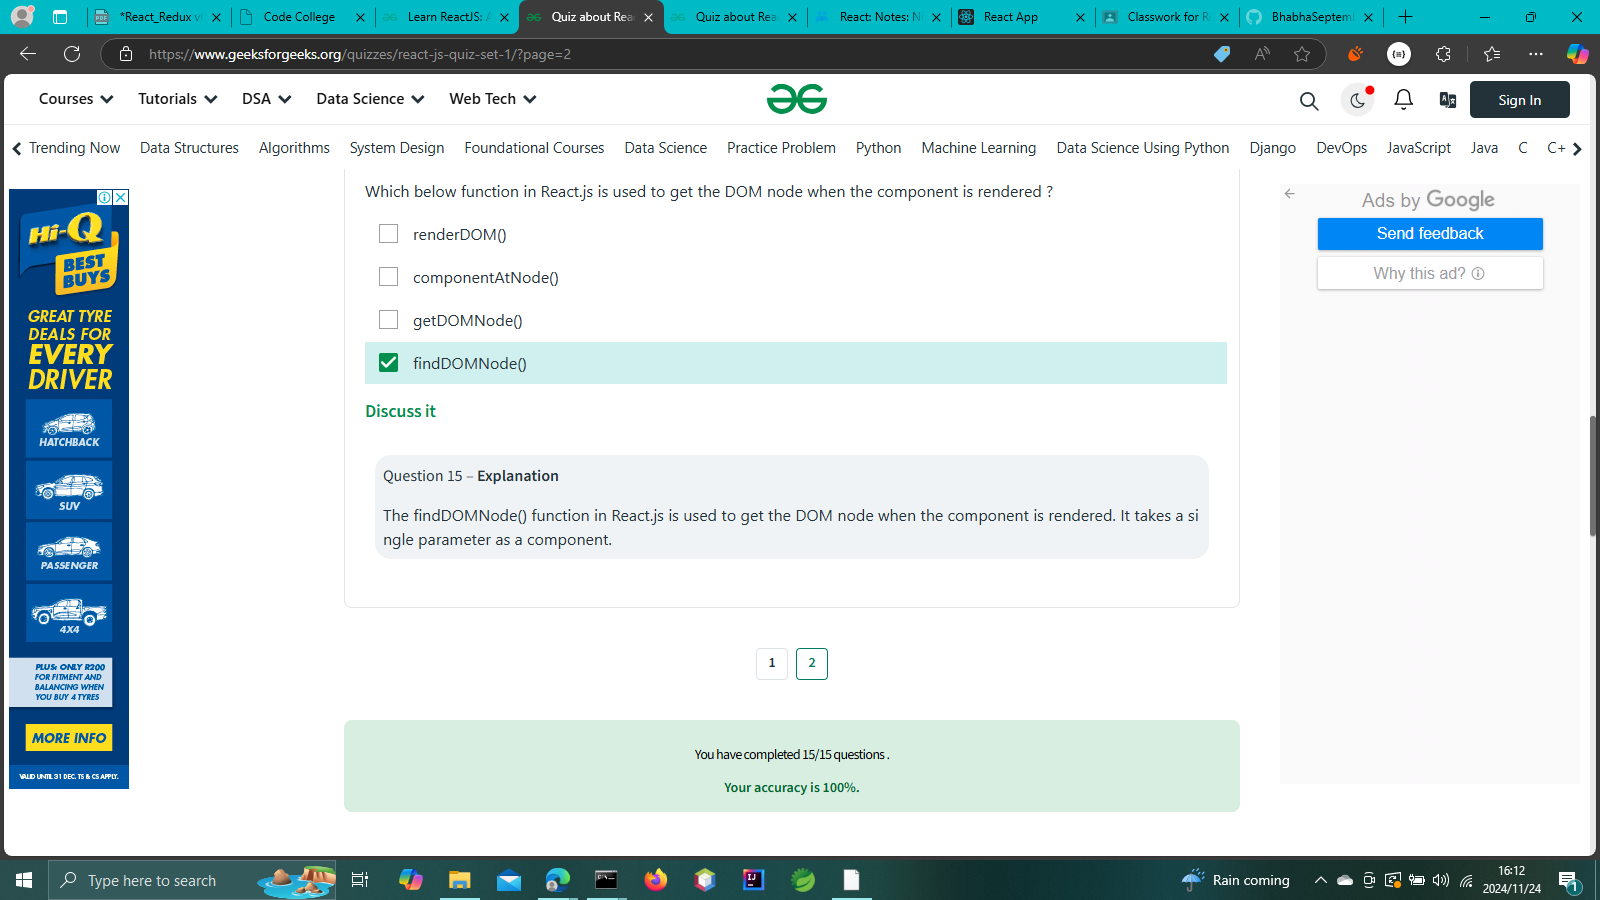 *React_Redux v
Code College
Learn ReactJS: A
Quiz about Rea
Quiz about Rea
React: Notes: N
React App
Classwork for R
BhabhaSeptem
https://www.geeksforgeeks.org/quizzes/react-js-quiz-set-1/?page=2
Courses
Tutorials
DSA
Data Science
Web Tech
Sign In
Trending Now
Data Structures
Algorithms
System Design
Foundational Courses
Data Science
Practice Problem
Python
Machine Learning
Data Science Using Python
Django
DevOps
JavaScript
Java
C
C+
Hi-Q
BEST
BUYS
GREAT TYRE
DEALS FOR
EVERY
DRIVER
HATCHBACK
SUV
PASSENGER
4X4
PLUS: ONLY R200
FOR FITMENT AND
BALANCING WHEN
YOU BUY 4 TYRES
MORE INFO
VALID UNTIL 31 DEC. TS & CS APPLY.
Which below function in React.js is used to get the DOM node when the component is rendered ?
renderDOM()
componentAtNode()
getDOMNode()
findDOMNode()
Discuss it
Question 15 – Explanation
The findDOMNode() function in React.js is used to get the DOM node when the component is rendered. It takes a si
ngle parameter as a component.
1
2
You have completed 15/15 questions .
Your accuracy is 100%.
Ads by Google
Send feedback
Why this ad?
Type here to search
Rain coming
16:12
2024/11/24
1